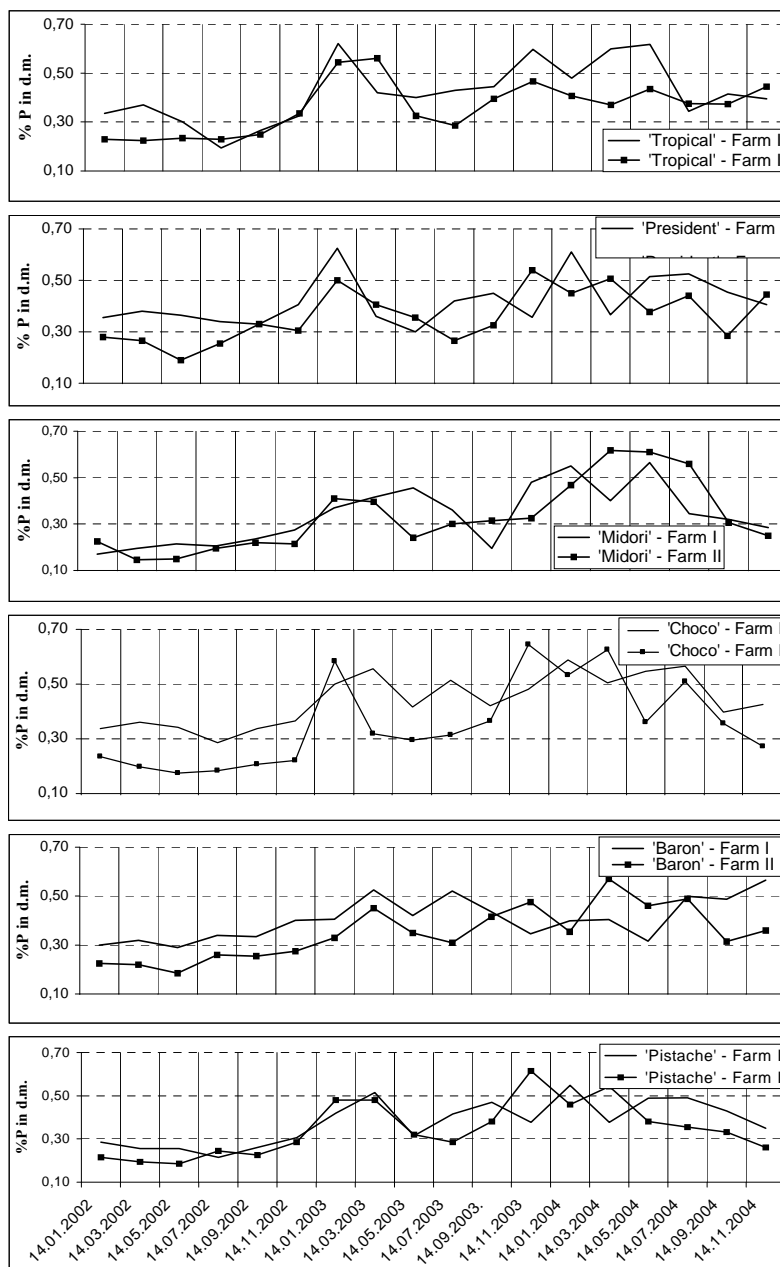 0,70
0,50
0,30
0,10
% P in d.m.
'Tropical' - Farm I
'Tropical' - Farm I
0,70
0,50
0,30
0,10
% P in d.m.
'President' - Farm
0,70
0,50
0,30
0,10
%P in d.m.
'Midori' - Farm I
'Midori' - Farm II
0,70
0,50
0,30
0,10
%P in d.m.
'Choco' - Farm I
'Choco' - Farm I
0,70
0,50
0,30
0,10
%P in d.m.
'Baron' - Farm I
'Baron' - Farm II
0,70
0,50
0,30
0,10
%P in d.m.
'Pistache' - Farm I
'Pistache' - Farm I
14.01.2002
14.03.2002
14.05.2002
14.07.2002
14.09.2002
14.11.2002
14.01.2003
14.03.2003
14.05.2003
14.07.2003
14.09.2003.
14.11.2003
14.01.2004
14.03.2004
14.05.2004
14.07.2004
14.09.2004
14.11.2004